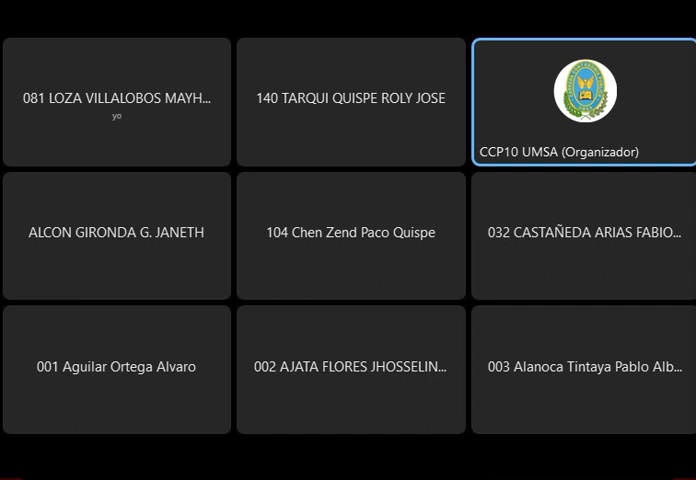 081 LOZA VILLALOBOS MAYH...
yo
140 TARQUI QUISPE ROLY JOSE
CCP10 UMSA (Organizador)
ALCON GIRONDA G. JANETH
104 Chen Zend Paco Quispe
032 CASTAÑEDA ARIAS FABIO...
001 Aguilar Ortega Alvaro
002 AJATA FLORES JHOSSELIN...
003 Alanoca Tintaya Pablo Alb...